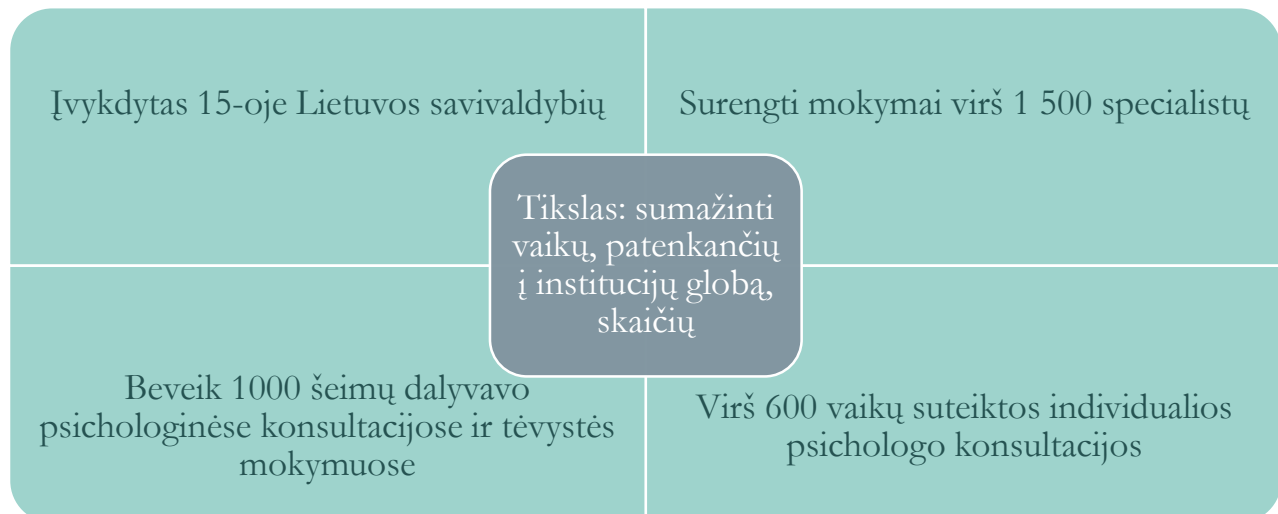 Įvykdytas 15-oje Lietuvos savivaldybių
Surengti mokymai virš 1 500 specialistų
Tikslas: sumažinti
vaikų, patenkančių
į institucijų globą,
skaičių
Beveik 1000 šeimų dalyvavo
psichologinėse konsultacijose ir tėvystės
mokymuose
Virš 600 vaikų suteiktos individualios
psichologo konsultacijos